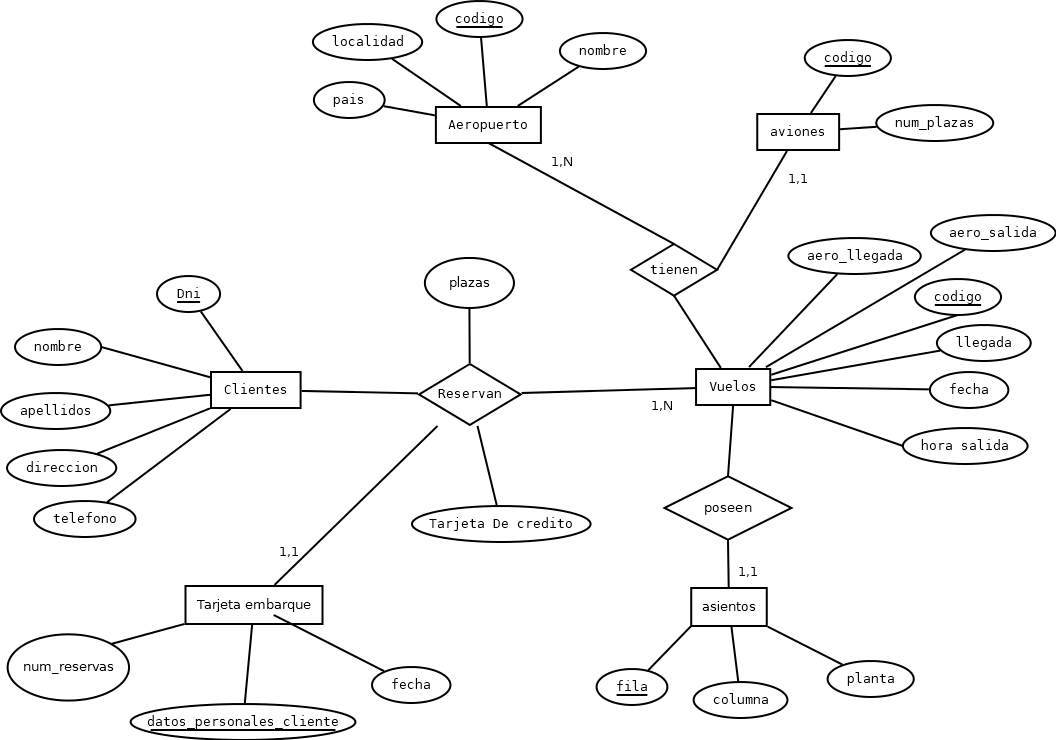 codigo
localidad
nombre
codigo
pais
num_plazas
Aeropuerto
aviones
1,N
1,1
aero_salida
aero_llegada
tienen
plazas
Dni
codigo
nombre
llegada
Clientes
Reservan
Vuelos
fecha
1,N
apellidos
hora salida
direccion
telefono
Tarjeta De credito
poseen
1,1
1,1
Tarjeta embarque
asientos
num_reservas
fecha
fila
columna
planta
datos_personales_cliente